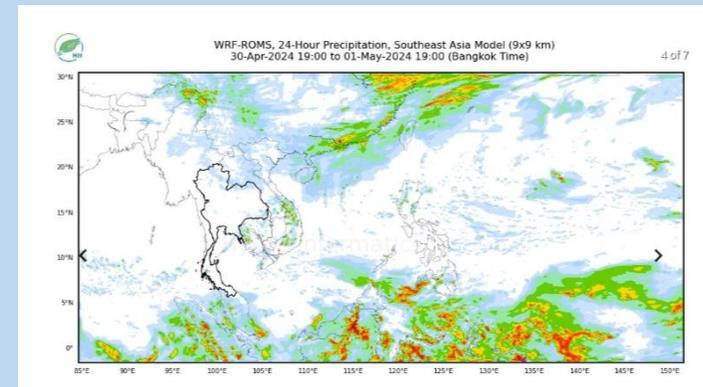 WRF-ROMS, 24-Hour Precipitation, Southeast Asia Model (9x9 km)
30-Apr-2024 19:00 to 01-May-2024 19:00 (Bangkok Time)
4 of 7
30°N
25°N
20°N
15°N
10°N
5°N
0°
85°E 90°E 95°E 100°E 105°E 110°E 115°E 120°E 125°E 130°E 135°E 140°E 145°E 150°E